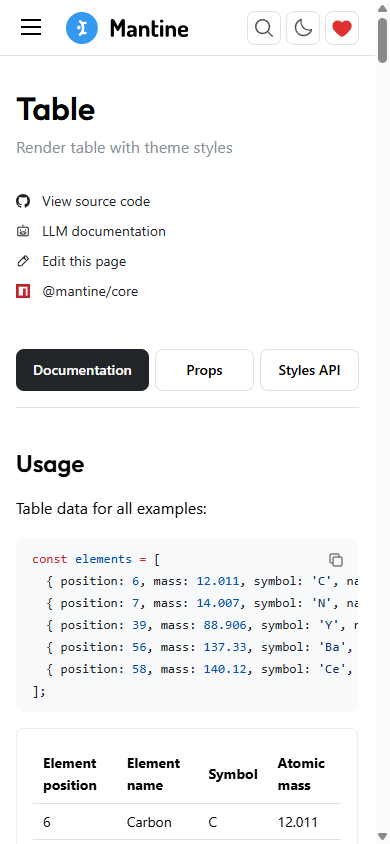 Mantine
Table
Render table with theme styles
View source code
LLM documentation
Edit this page
@mantine/core
Documentation Props Styles API
Usage
Table data for all examples:
const elements = [
{ position: 6, mass: 12.011, symbol: 'C', na
{ position: 7, mass: 14.007, symbol: 'N', na
{ position: 39, mass: 88.906, symbol: 'Y', n
{ position: 56, mass: 137.33, symbol: 'Ba',
{ position: 58, mass: 140.12, symbol: 'Ce',
];
Element position Element name Symbol Atomic mass
6 Carbon C 12.011